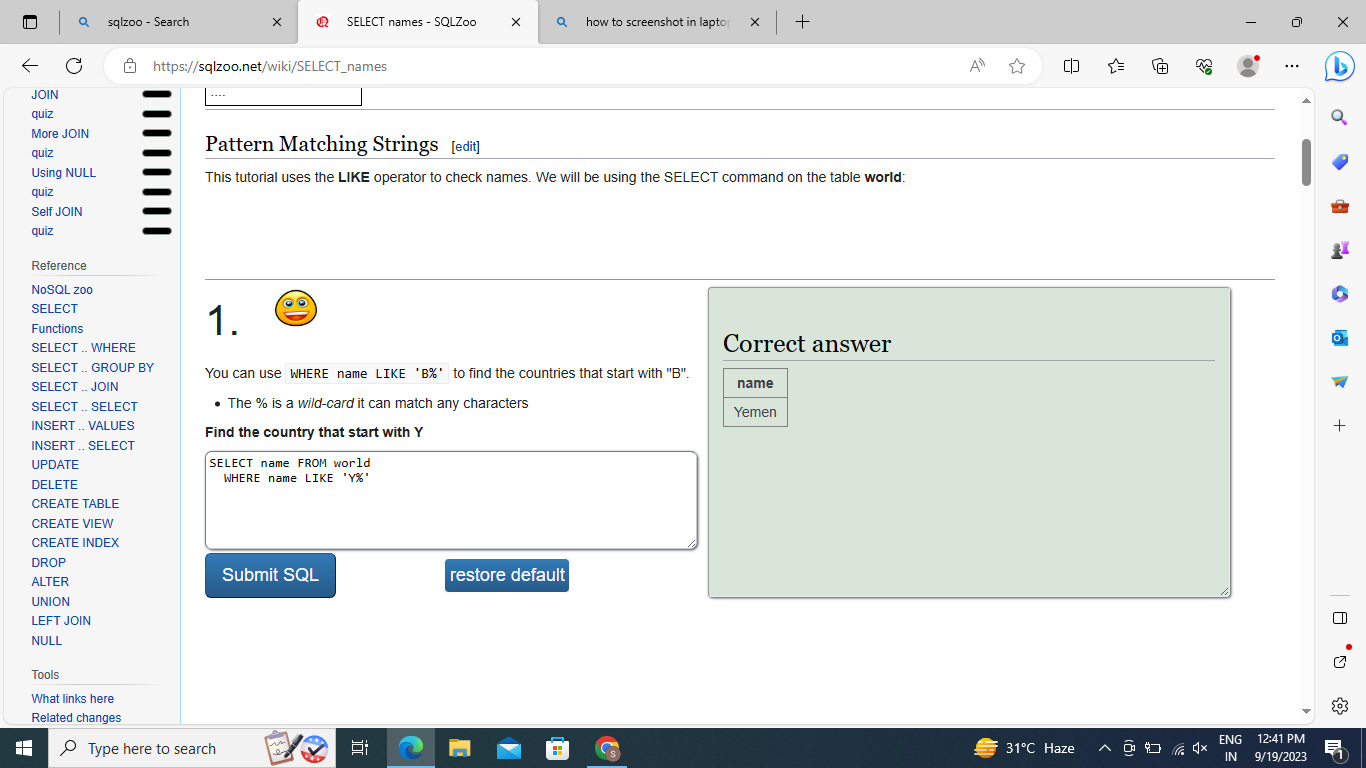 sqlzoo - Search
SELECT names - SQLZoo
how to screenshot in lapto
https://sqlzoo.net/wiki/SELECT_names
JOIN
quiz
More JOIN
quiz
Using NULL
quiz
Self JOIN
quiz
Reference
NoSQL zoo
SELECT
Functions
SELECT .. WHERE
SELECT .. GROUP BY
SELECT .. JOIN
SELECT .. SELECT
INSERT .. VALUES
INSERT .. SELECT
UPDATE
DELETE
CREATE TABLE
CREATE VIEW
CREATE INDEX
DROP
ALTER
UNION
LEFT JOIN
NULL
Tools
What links here
Related changes
....
Pattern Matching Strings [edit]
This tutorial uses the LIKE operator to check names. We will be using the SELECT command on the table world:
1.
You can use WHERE name LIKE 'B%' to find the countries that start with "B".
• The % is a wild-card it can match any characters
Find the country that start with Y
SELECT name FROM world
WHERE name LIKE 'Y%'
Submit SQL
restore default
Correct answer
name
Yemen
Type here to search
31°C Haze
ENG
IN
12:41 PM
9/19/2023
1